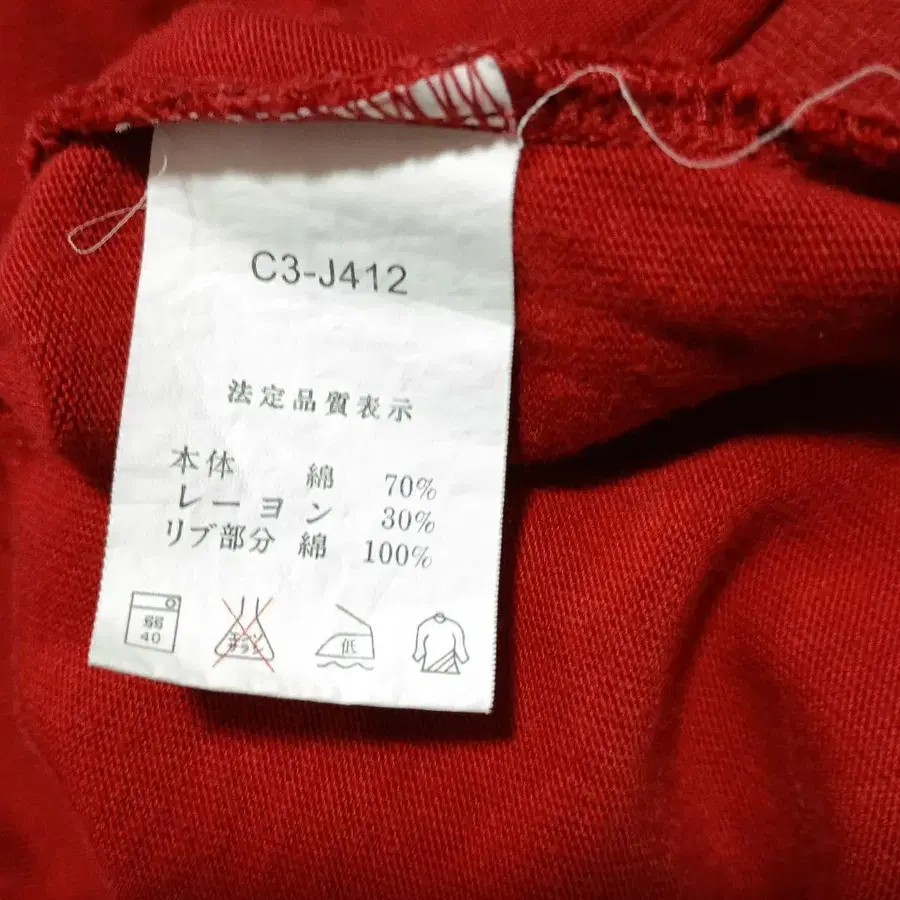 C3-J412
法定品質表示
本体 綿 70%
レーヨン 30%
リブ部分 綿 100%
40
低